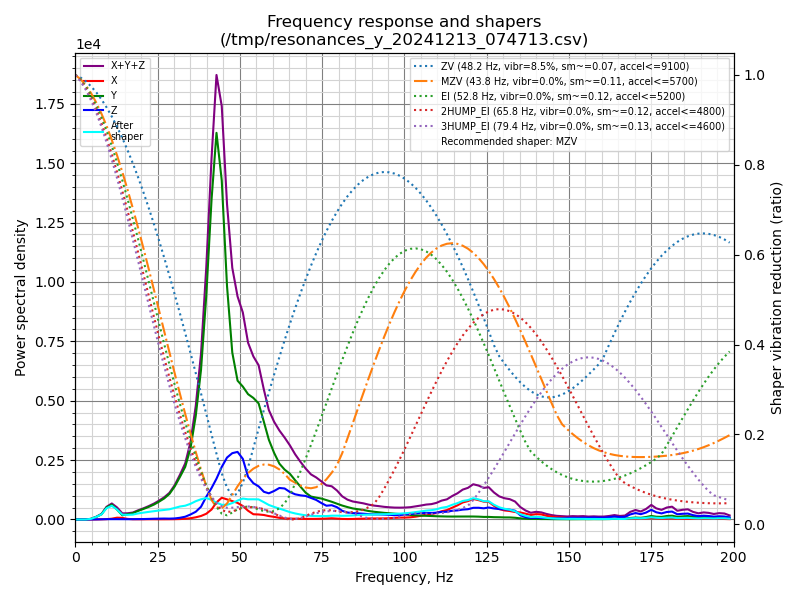 Frequency response and shapers
(/tmp/resonances_y_20241213_074713.csv)
1e4
X+Y+Z
X
Y
Z
After
shaper
ZV (48.2 Hz, vibr=8.5%, sm~=0.07, accel<=9100)
MZV (43.8 Hz, vibr=0.0%, sm~=0.11, accel<=5700)
EI (52.8 Hz, vibr=0.0%, sm~=0.12, accel<=5200)
2HUMP_EI (65.8 Hz, vibr=0.0%, sm~=0.12, accel<=4800)
3HUMP_EI (79.4 Hz, vibr=0.0%, sm~=0.13, accel<=4600)
Recommended shaper: MZV
Power spectral density
1.75
1.50
1.25
1.00
0.75
0.50
0.25
0.00
1.0
0.8
0.6
0.4
0.2
0.0
Shaper vibration reduction (ratio)
0 25 50 75 100 125 150 175 200
Frequency, Hz